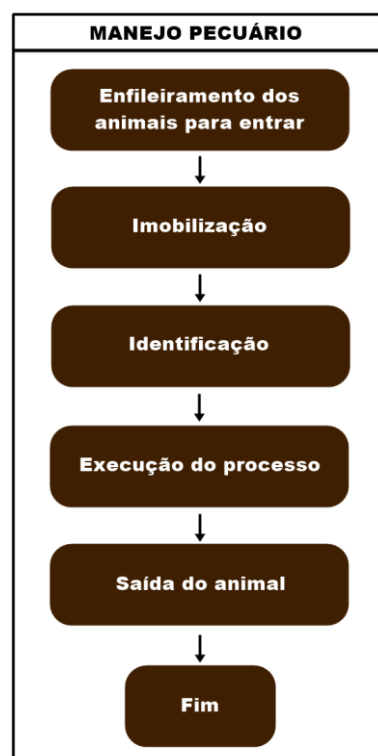 MANEJO PECUÁRIO
Enfileiramento dos
animais para entrar
Imobilização
Identificação
Execução do processo
Saída do animal
Fim